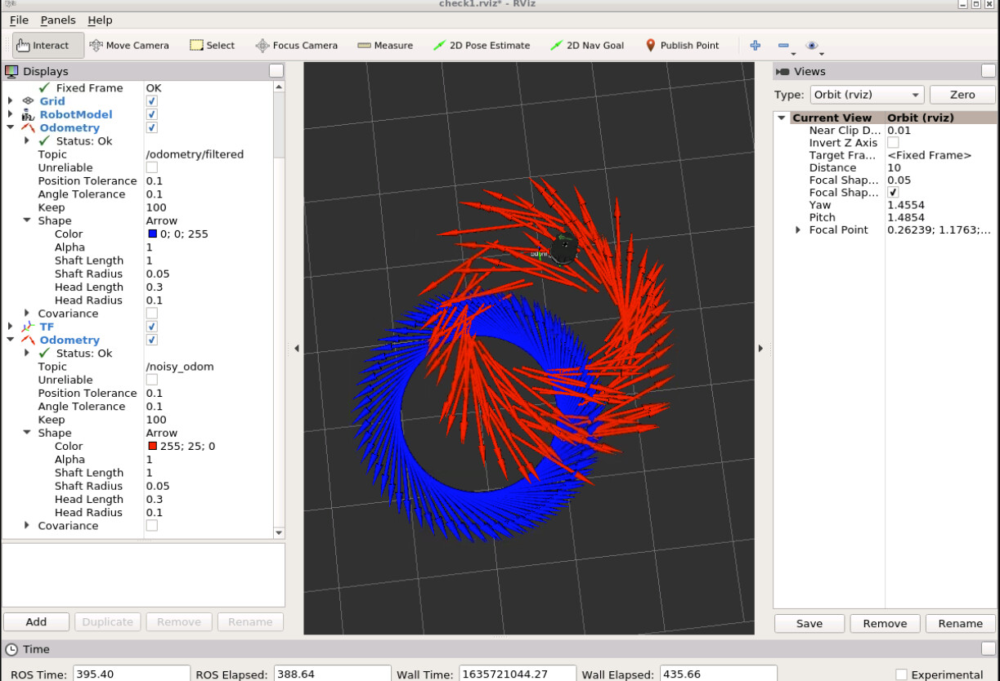 check1.rviz* - RViz
File Panels Help
Interact Move Camera Select Focus Camera Measure 2D Pose Estimate 2D Nav Goal Publish Point
Displays
Fixed Frame OK
Grid
RobotModel
Odometry
Status: Ok
Topic /odometry/filtered
Unreliable
Position Tolerance 0.1
Angle Tolerance 0.1
Keep 100
Shape Arrow
Color 0; 0; 255
Alpha 1
Shaft Length 1
Shaft Radius 0.05
Head Length 0.3
Head Radius 0.1
Covariance
TF
Odometry
Status: Ok
Topic /noisy_odom
Unreliable
Position Tolerance 0.1
Angle Tolerance 0.1
Keep 100
Shape Arrow
Color 255; 25; 0
Alpha 1
Shaft Length 1
Shaft Radius 0.05
Head Length 0.3
Head Radius 0.1
Covariance
Add Duplicate Remove Rename
Views
Type: Orbit (rviz) Zero
Current View Orbit (rviz)
Near Clip D... 0.01
Invert Z Axis
Target Fra... <Fixed Frame>
Distance 10
Focal Shap... 0.05
Focal Shap...
Yaw 1.4554
Pitch 1.4854
Focal Point 0.26239; 1.1763;...
Save Remove Rename
Time
ROS Time: 395.40 ROS Elapsed: 388.64 Wall Time: 1635721044.27 Wall Elapsed: 435.66 Experimental